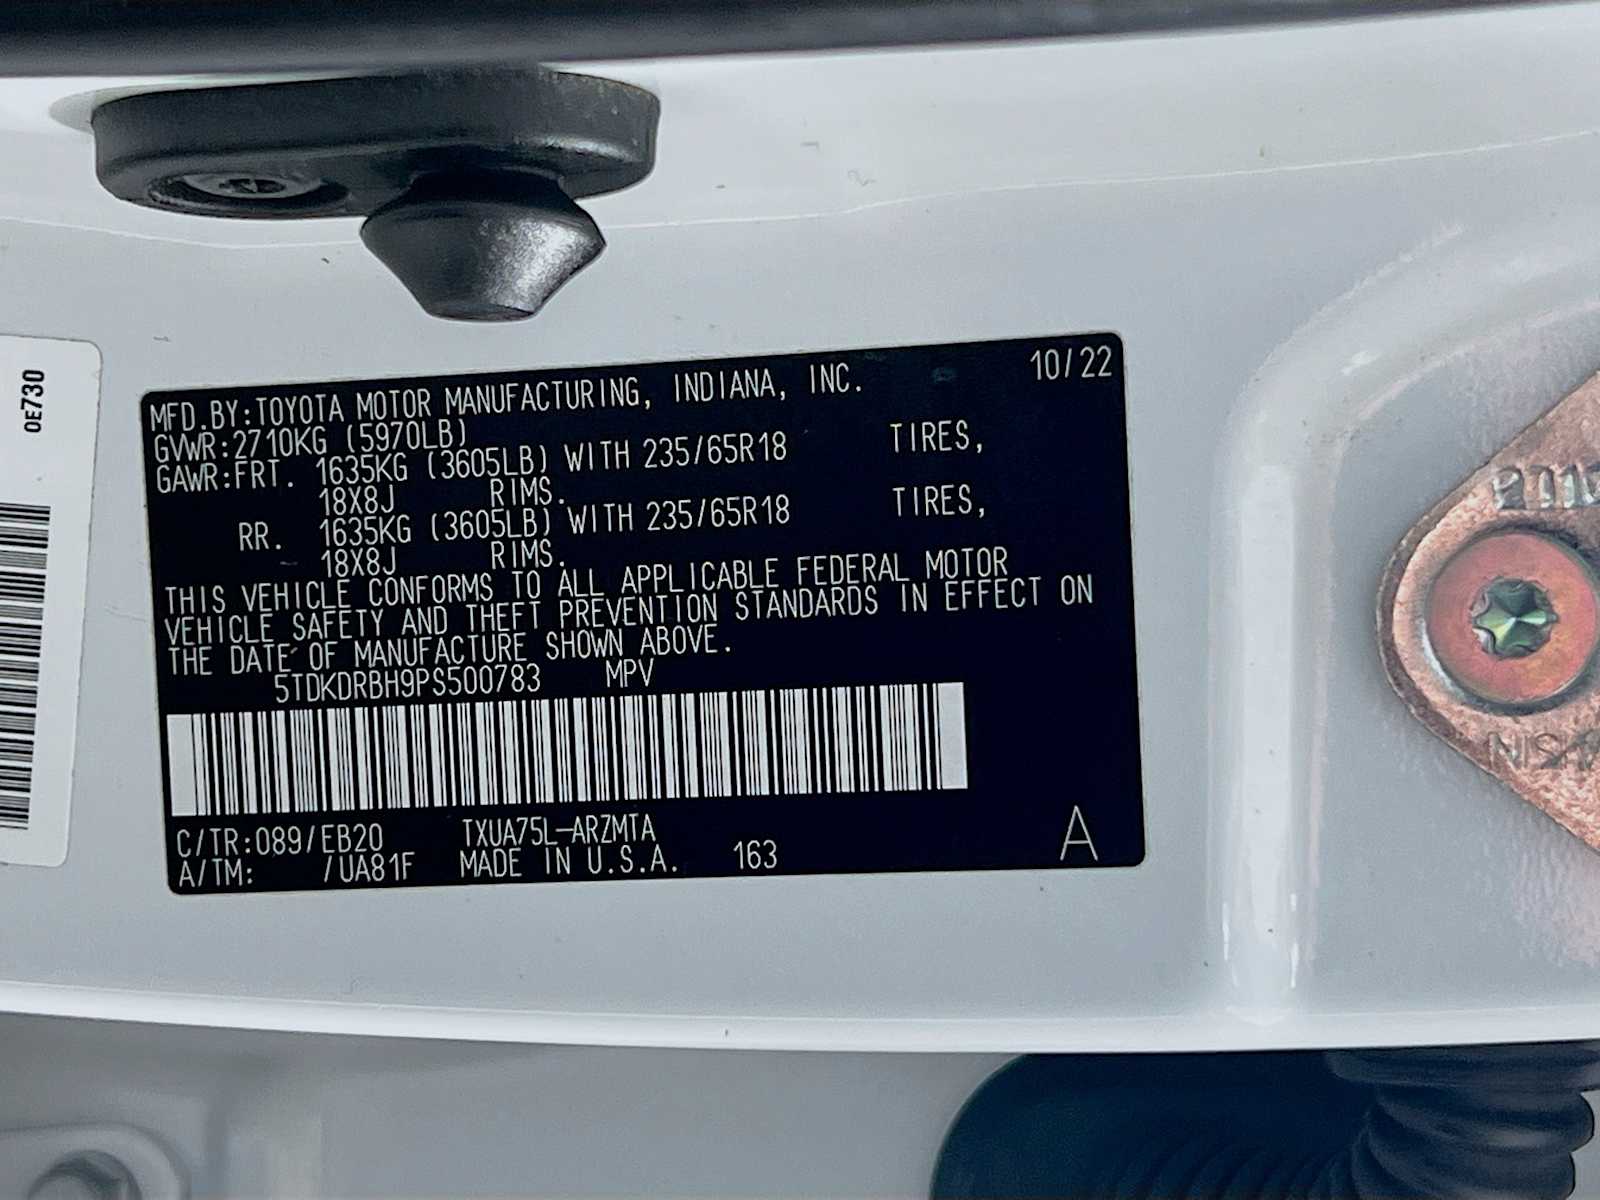 0E730
MFD.BY:TOYOTA MOTOR MANUFACTURING, INDIANA, INC. 10/22
GVWR:2710KG (5970LB)
GAWR:FRT. 1635KG (3605LB) WITH 235/65R18 TIRES,
18X8J RIMS.
RR. 1635KG (3605LB) WITH 235/65R18 TIRES,
18X8J RIMS.
THIS VEHICLE CONFORMS TO ALL APPLICABLE FEDERAL MOTOR
VEHICLE SAFETY AND THEFT PREVENTION STANDARDS IN EFFECT ON
THE DATE OF MANUFACTURE SHOWN ABOVE.
5TDKDRBH9PS500783 MPV
C/TR:089/EB20 TXUA75L-ARZMTA
A/TM: /UA81F MADE IN U.S.A. 163 A